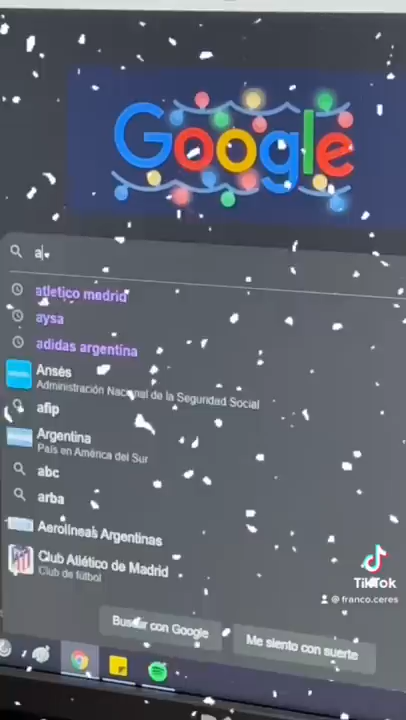 Google
a
atletico madrid
aysa
adidas argentina
Ansés
Administración Nacional de la Seguridad Social
afip
Argentina
País en América del Sur
abc
arba
Aerolíneas Argentinas
Club Atlético de Madrid
Club de fútbol
TikTok
@franco.ceres
Buscar con Google
Me siento con suerte